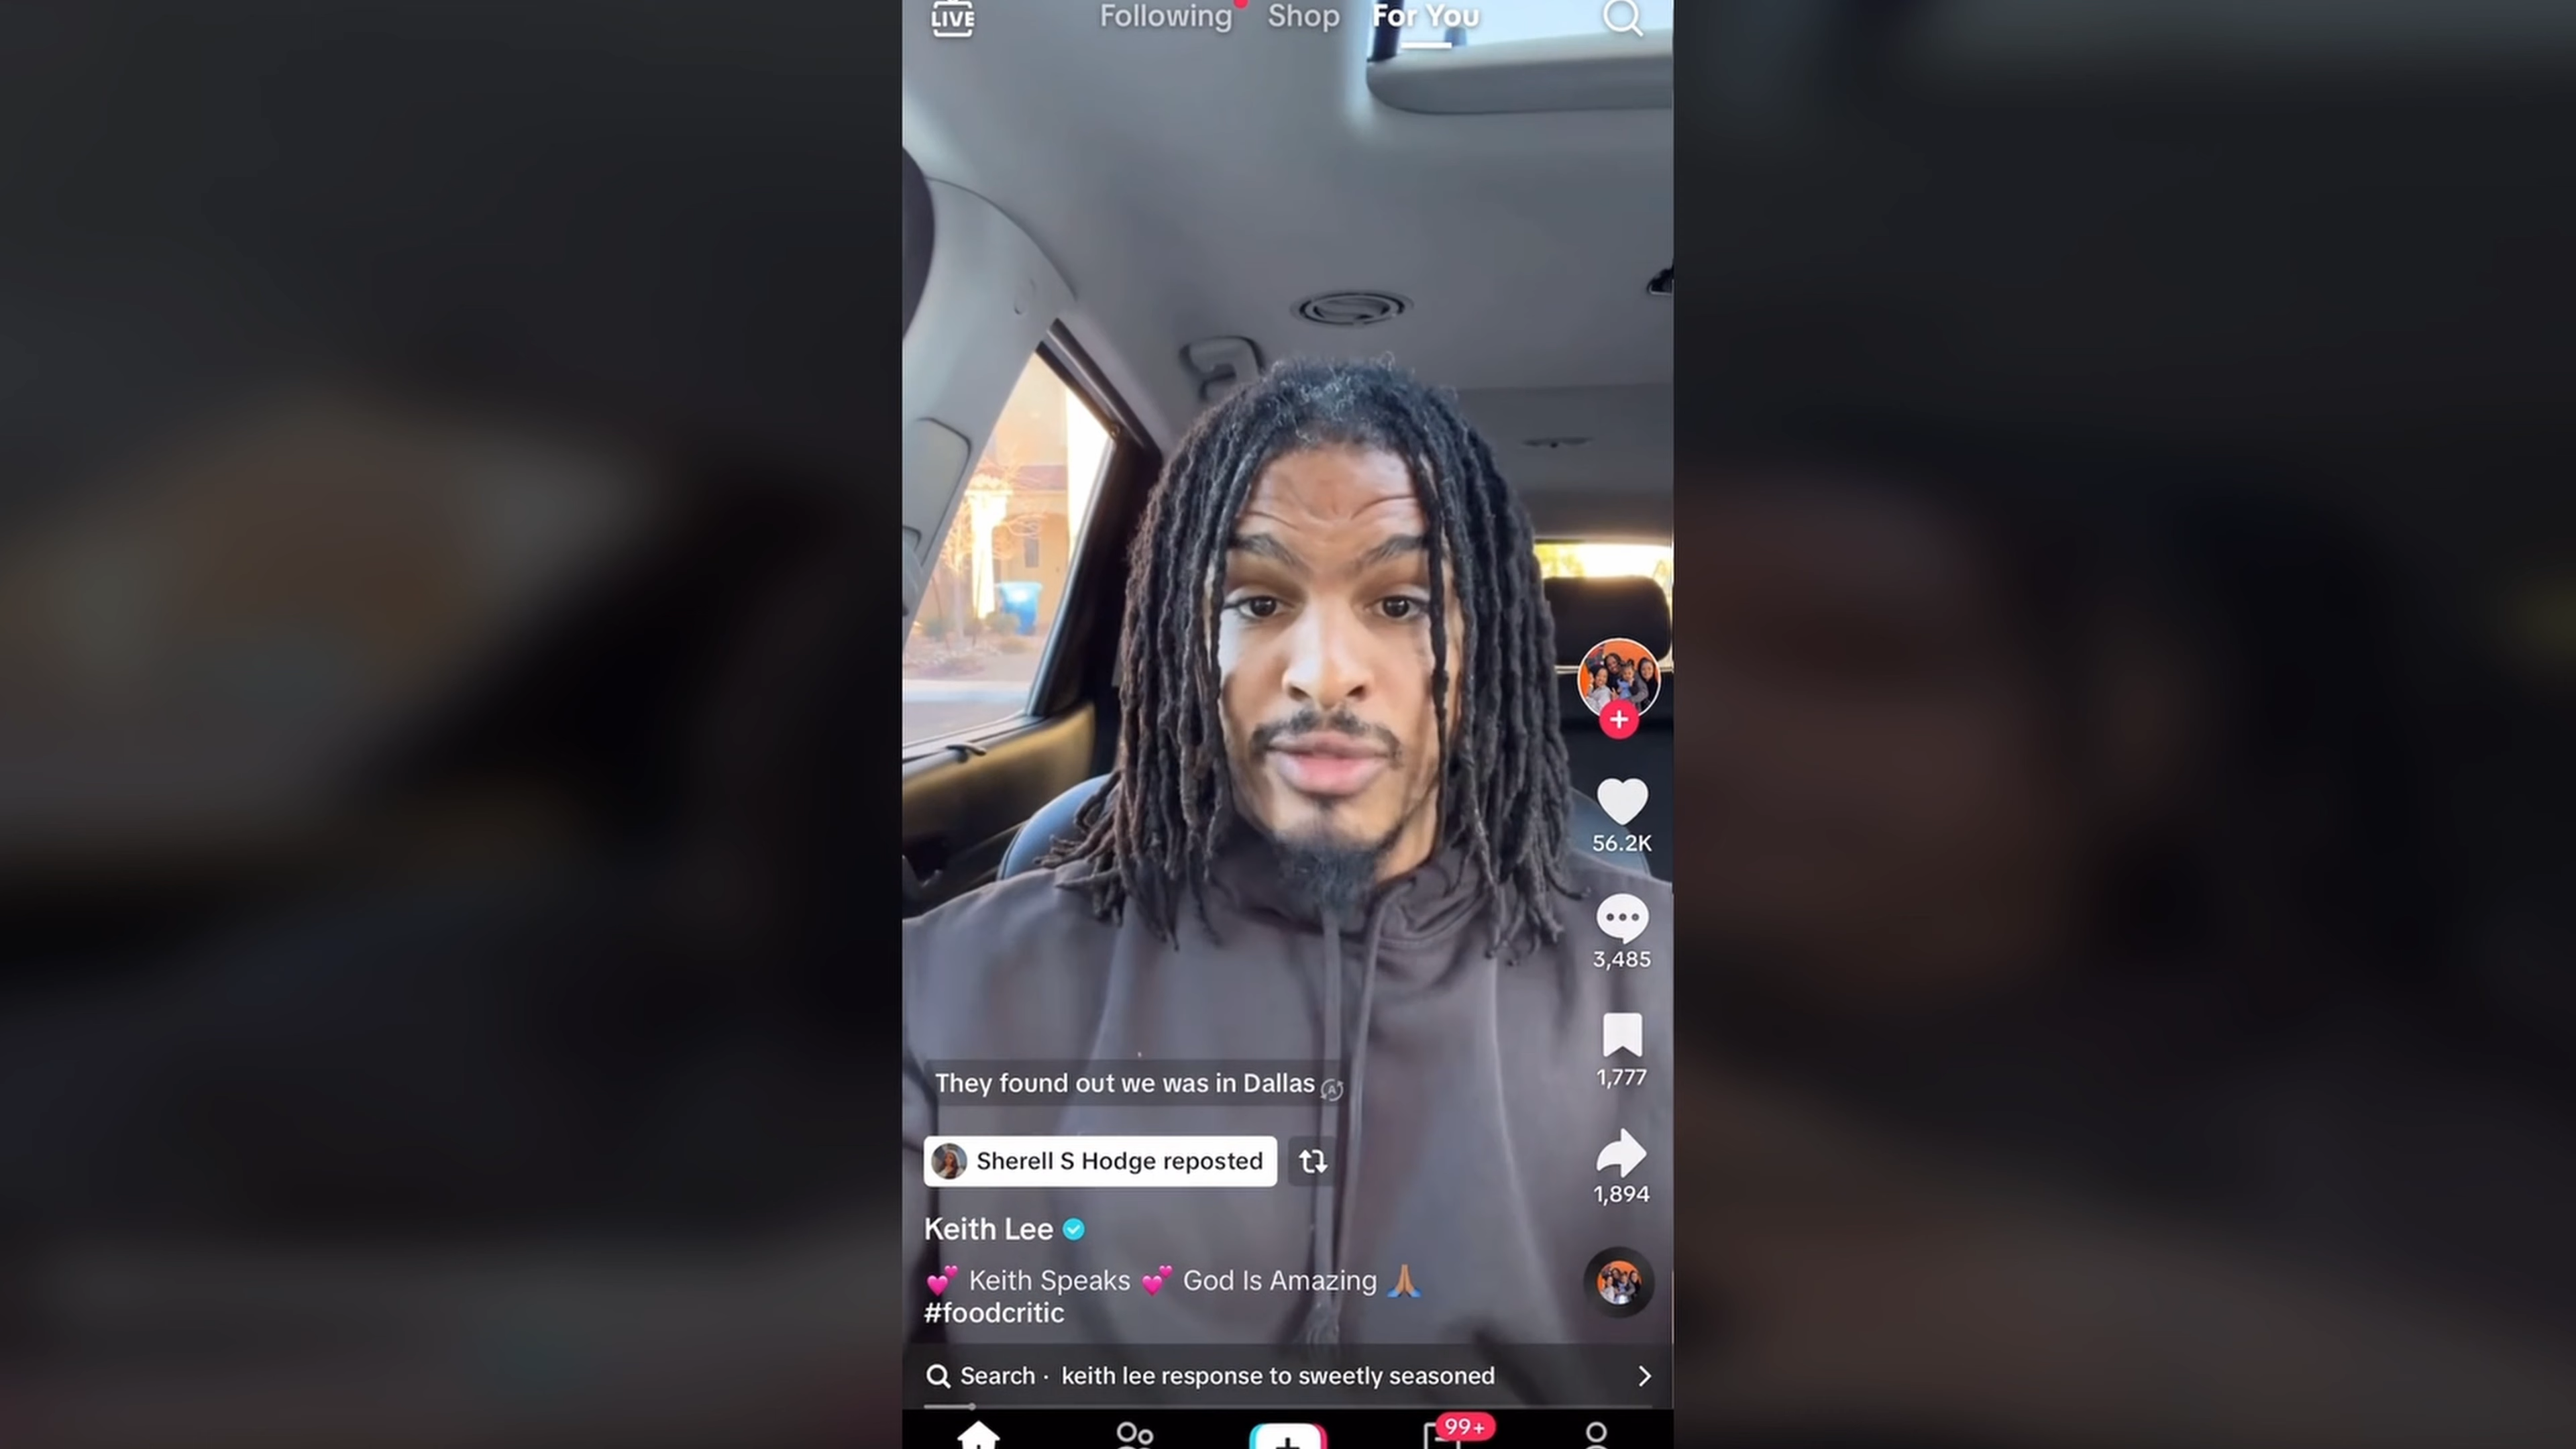 LIVE
Following
Shop
For You
56.2K
3,485
1,777
1,894
They found out we was in Dallas
Sherell S Hodge reposted
Keith Lee
💕 Keith Speaks 💕 God Is Amazing 🙏🏽
#foodcritic
Search · keith lee response to sweetly seasoned
99+